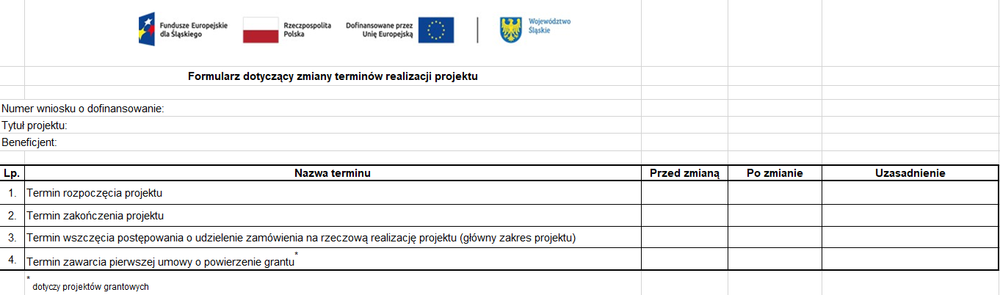 Fundusze Europejskie
dla Śląskiego
Rzeczpospolita
Polska
Dofinansowane przez
Unię Europejską
Województwo
Śląskie
Formularz dotyczący zmiany terminów realizacji projektu
Numer wniosku o dofinansowanie:
Tytuł projektu:
Beneficjent:
Lp. Nazwa terminu Przed zmianą Po zmianie Uzasadnienie
1. Termin rozpoczęcia projektu
2. Termin zakończenia projektu
3. Termin wszczęcia postępowania o udzielenie zamówienia na rzeczową realizację projektu (główny zakres projektu)
4. Termin zawarcia pierwszej umowy o powierzenie grantu*
* dotyczy projektów grantowych